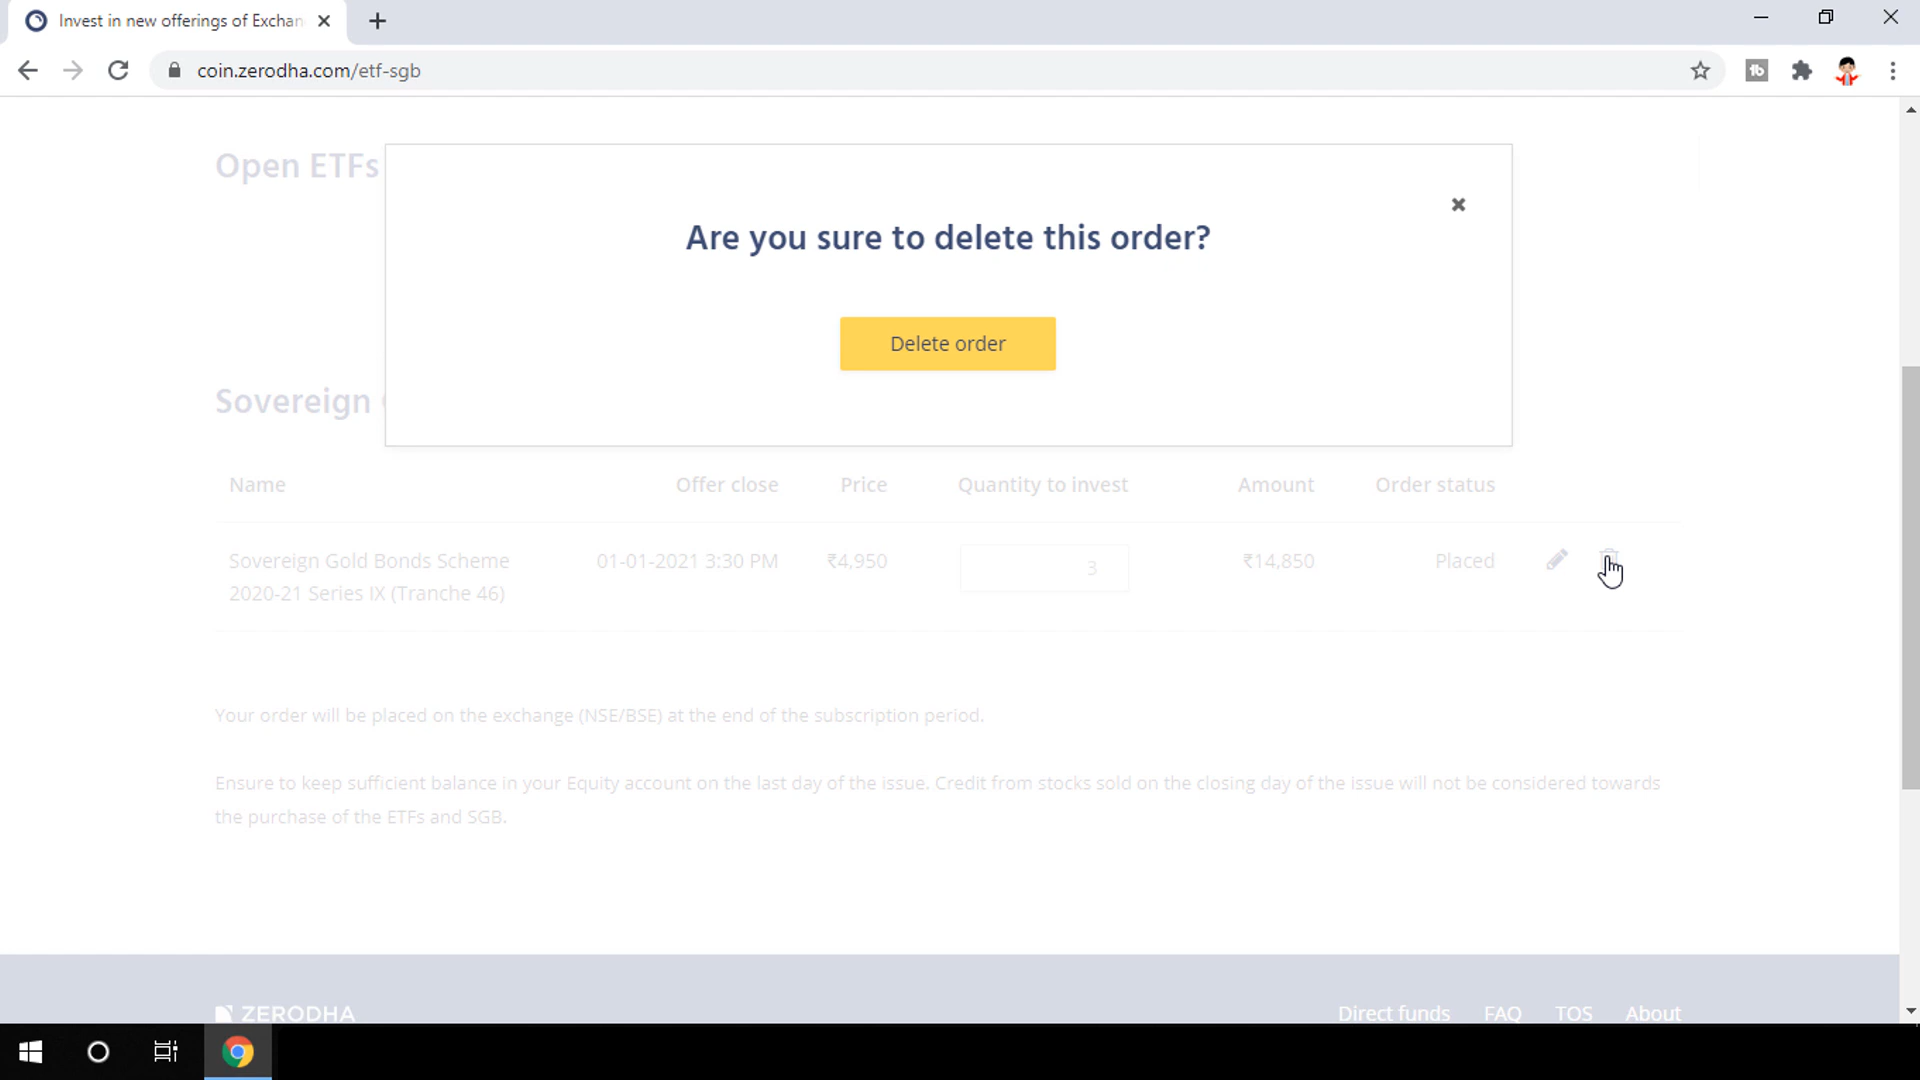 Invest in new offerings of Exchan
coin.zerodha.com/etf-sgb
tb
Open ETFs
Are you sure to delete this order?
Delete order
Sovereign
Name Offer close Price Quantity to invest Amount Order status
Sovereign Gold Bonds Scheme 01-01-2021 3:30 PM ₹4,950 3 ₹14,850 Placed
2020-21 Series IX (Tranche 46)
Your order will be placed on the exchange (NSE/BSE) at the end of the subscription period.
Ensure to keep sufficient balance in your Equity account on the last day of the issue. Credit from stocks sold on the closing day of the issue will not be considered towards
the purchase of the ETFs and SGB.
ZERODHA Direct funds FAQ TOS About